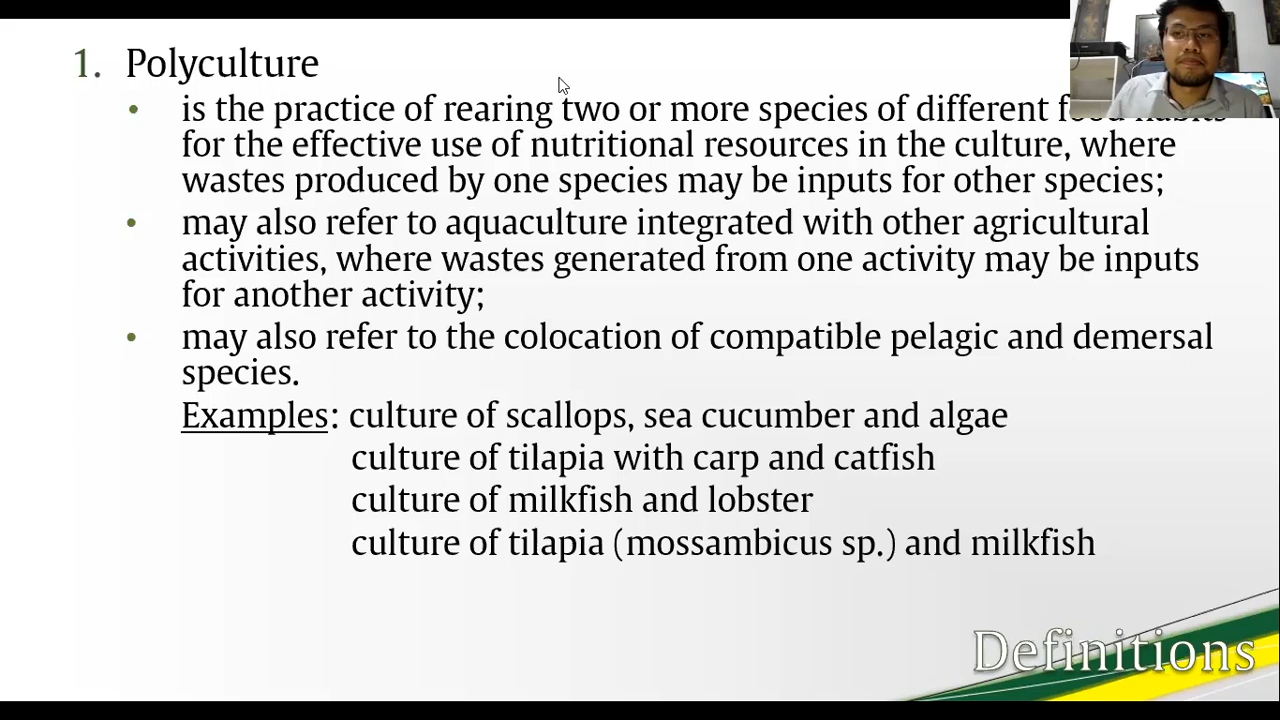 1. Polyculture
• is the practice of rearing two or more species of different
for the effective use of nutritional resources in the culture, where
wastes produced by one species may be inputs for other species;
• may also refer to aquaculture integrated with other agricultural
activities, where wastes generated from one activity may be inputs
for another activity;
• may also refer to the colocation of compatible pelagic and demersal
species.
Examples: culture of scallops, sea cucumber and algae
culture of tilapia with carp and catfish
culture of milkfish and lobster
culture of tilapia (mossambicus sp.) and milkfish
Definitions